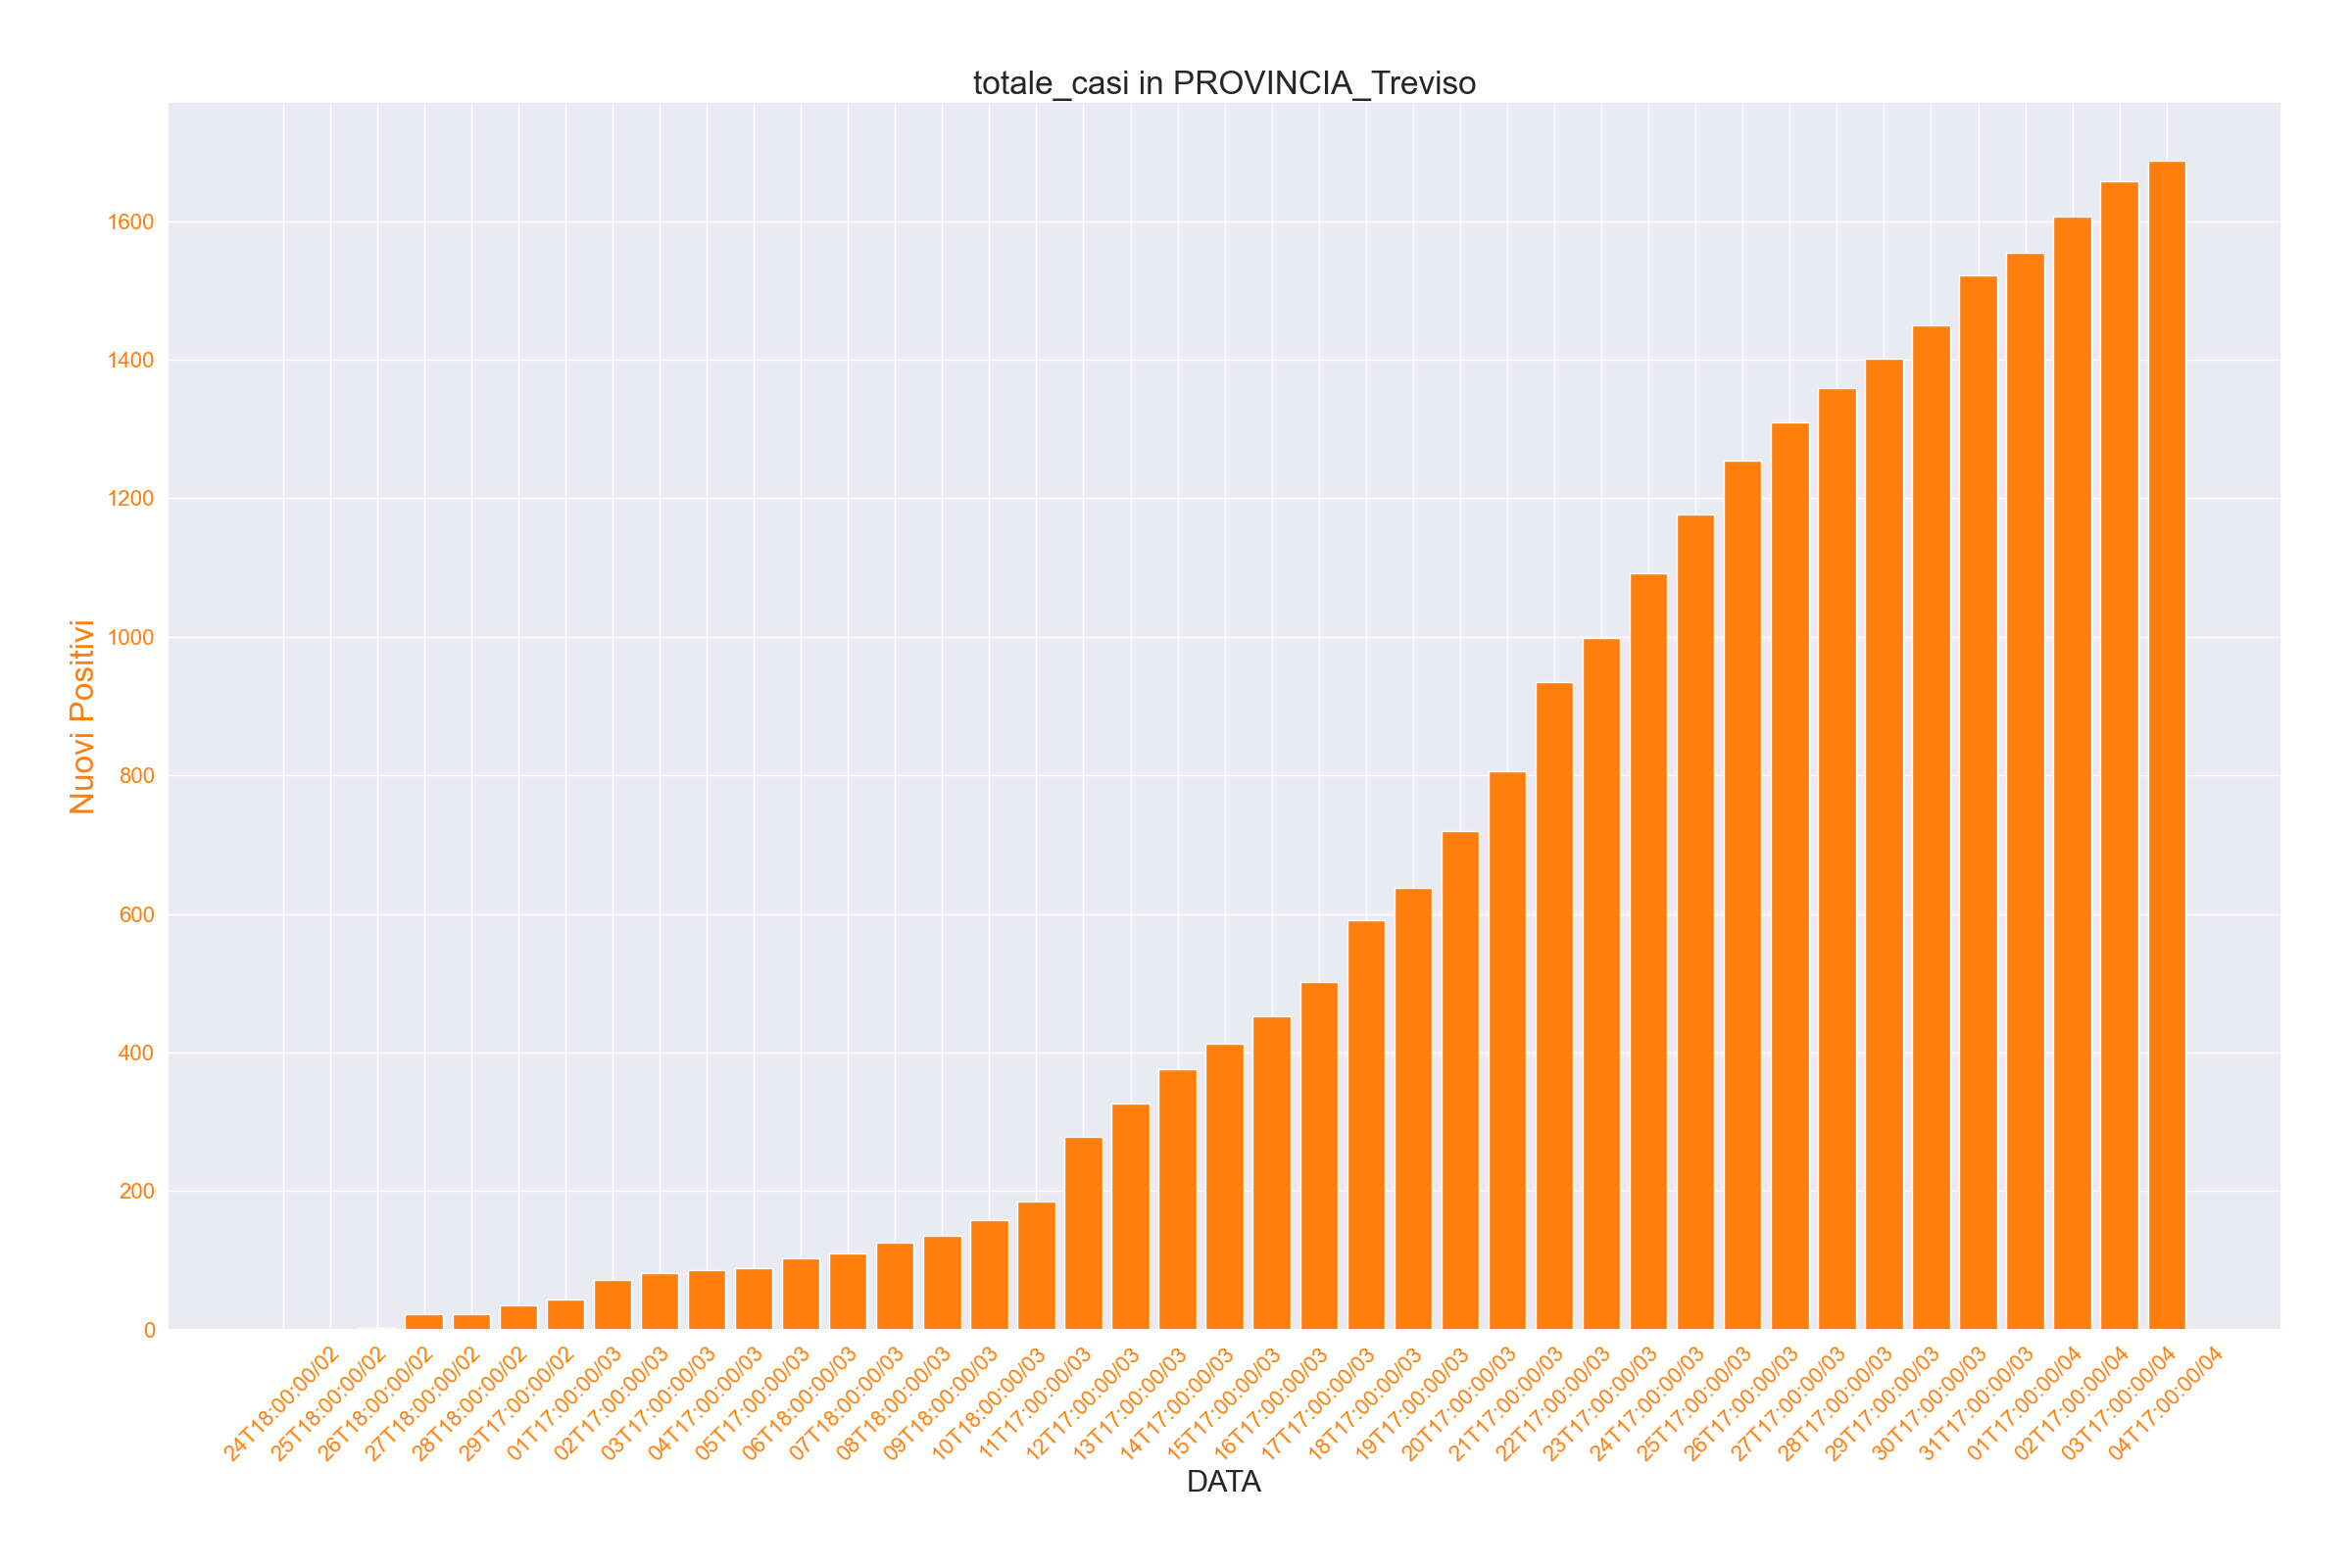 totale_casi in PROVINCIA_Treviso
Nuovi Positivi
1600
1400
1200
1000
800
600
400
200
0
24T18:00:00/02
25T18:00:00/02
26T18:00:00/02
27T18:00:00/02
28T18:00:00/02
29T17:00:00/02
01T17:00:00/03
02T17:00:00/03
03T17:00:00/03
04T17:00:00/03
05T17:00:00/03
06T18:00:00/03
07T18:00:00/03
08T18:00:00/03
09T18:00:00/03
10T18:00:00/03
11T17:00:00/03
12T17:00:00/03
13T17:00:00/03
14T17:00:00/03
15T17:00:00/03
16T17:00:00/03
17T17:00:00/03
18T17:00:00/03
19T17:00:00/03
20T17:00:00/03
21T17:00:00/03
22T17:00:00/03
23T17:00:00/03
24T17:00:00/03
25T17:00:00/03
26T17:00:00/03
27T17:00:00/03
28T17:00:00/03
29T17:00:00/03
30T17:00:00/03
31T17:00:00/03
01T17:00:00/04
02T17:00:00/04
03T17:00:00/04
04T17:00:00/04
DATA